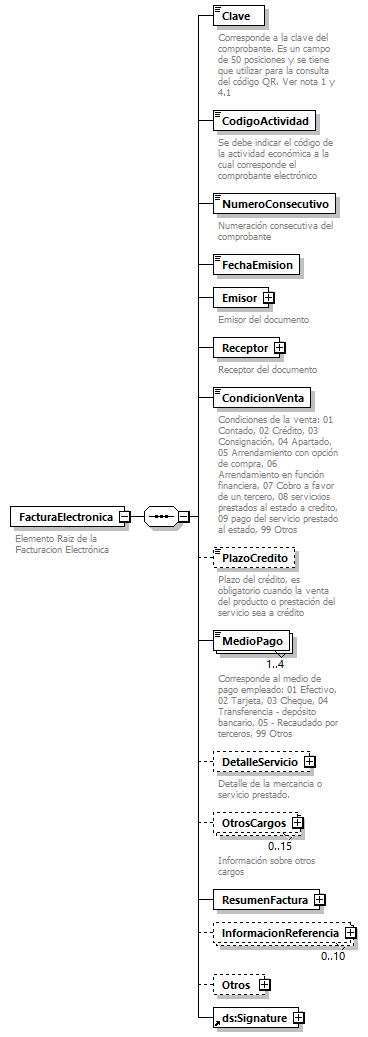 Clave
Corresponde a la clave del
comprobante. Es un campo
de 50 posiciones y se tiene
que utilizar para la consulta
del código QR. Ver nota 1 y
4.1
CodigoActividad
Se debe indicar el código de
la actividad económica a la
cual corresponde el
comprobante electrónico
NumeroConsecutivo
Numeración consecutiva del
comprobante
FechaEmision
Emisor
Emisor del documento
Receptor
Receptor del documento
CondicionVenta
Condiciones de la venta: 01
Contado, 02 Crédito, 03
Consignación, 04 Apartado,
05 Arrendamiento con opción
de compra, 06
Arrendamiento en función
financiera, 07 Cobro a favor
de un tercero, 08 servicxios
prestados al estado a credito,
09 pago del servicio prestado
al estado, 99 Otros
FacturaElectronica
Elemento Raiz de la
Facturacion Electrónica
PlazoCredito
Plazo del crédito, es
obligatorio cuando la venta
del producto o prestación del
servicio sea a crédito
MedioPago
1..4
Corresponde al medio de
pago empleado: 01 Efectivo,
02 Tarjeta, 03 Cheque, 04
Transferencia - depósito
bancario, 05 - Recaudado por
terceros, 99 Otros
DetalleServicio
Detalle de la mercancia o
servicio prestado.
OtrosCargos
0..15
Información sobre otros
cargos
ResumenFactura
InformacionReferencia
0..10
Otros
ds:Signature